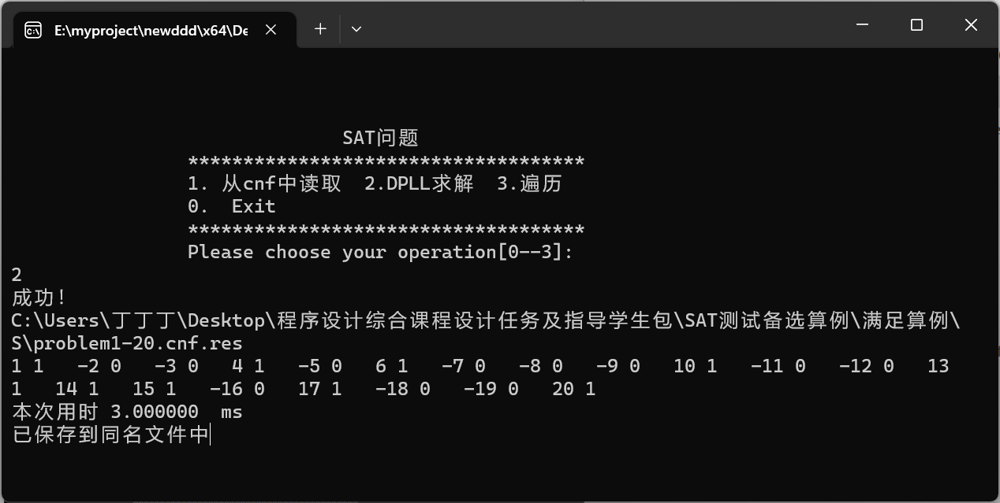 E:\myproject\newddd\x64\De
SAT问题
************************************
1. 从cnf中读取  2.DPLL求解  3.遍历
0.  Exit
************************************
Please choose your operation[0--3]:
2
成功!
C:\Users\丁丁丁\Desktop\程序设计综合课程设计任务及指导学生包\SAT测试备选算例\满足算例\
S\problem1-20.cnf.res
1 1   -2 0   -3 0   4 1   -5 0   6 1   -7 0   -8 0   -9 0   10 1   -11 0   -12 0   13
1   14 1   15 1   -16 0   17 1   -18 0   -19 0   20 1
本次用时 3.000000  ms
已保存到同名文件中